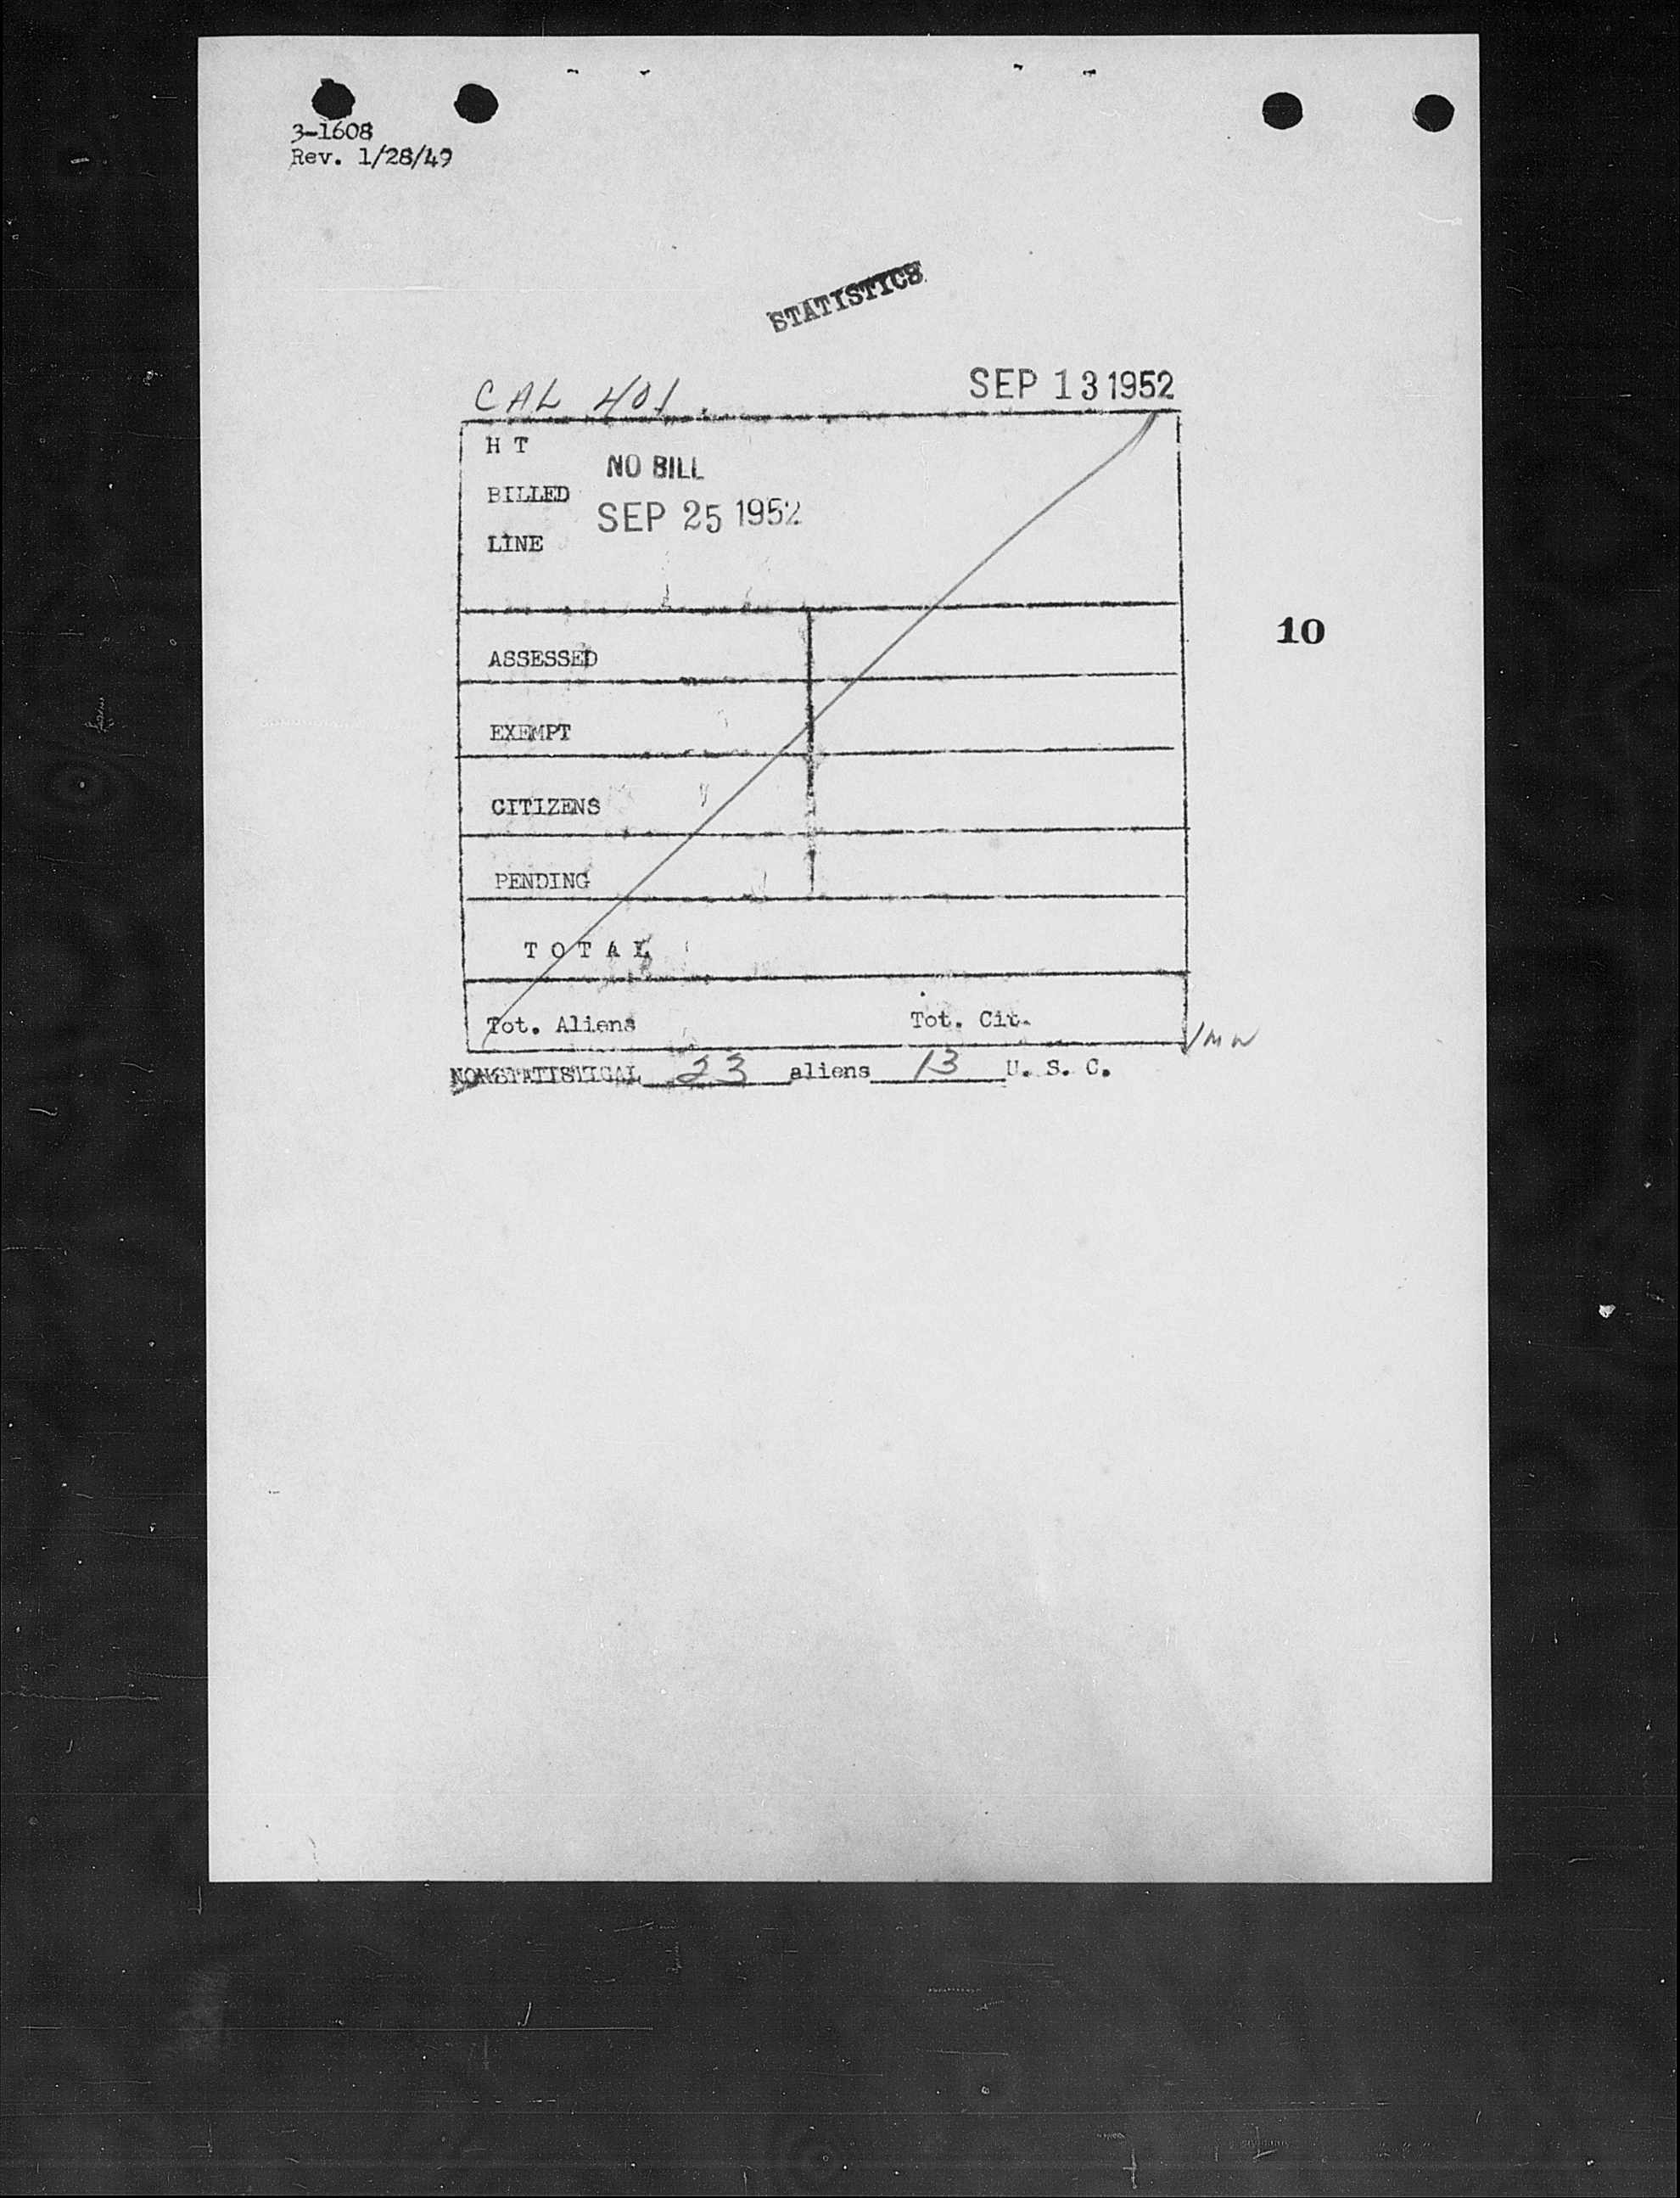 3-1608
Rev. 1/28/49
STATISTICS
CAL 401
SEP 13 1952
H T
NO BILL
BILLED
SEP 25 1952
LINE
10
ASSESSED
EXEMPT
CITIZENS
PENDING
T O T A L
Tot. Aliens Tot. Cit.
NONSTATISTICAL 23 aliens 13 U. S. C.